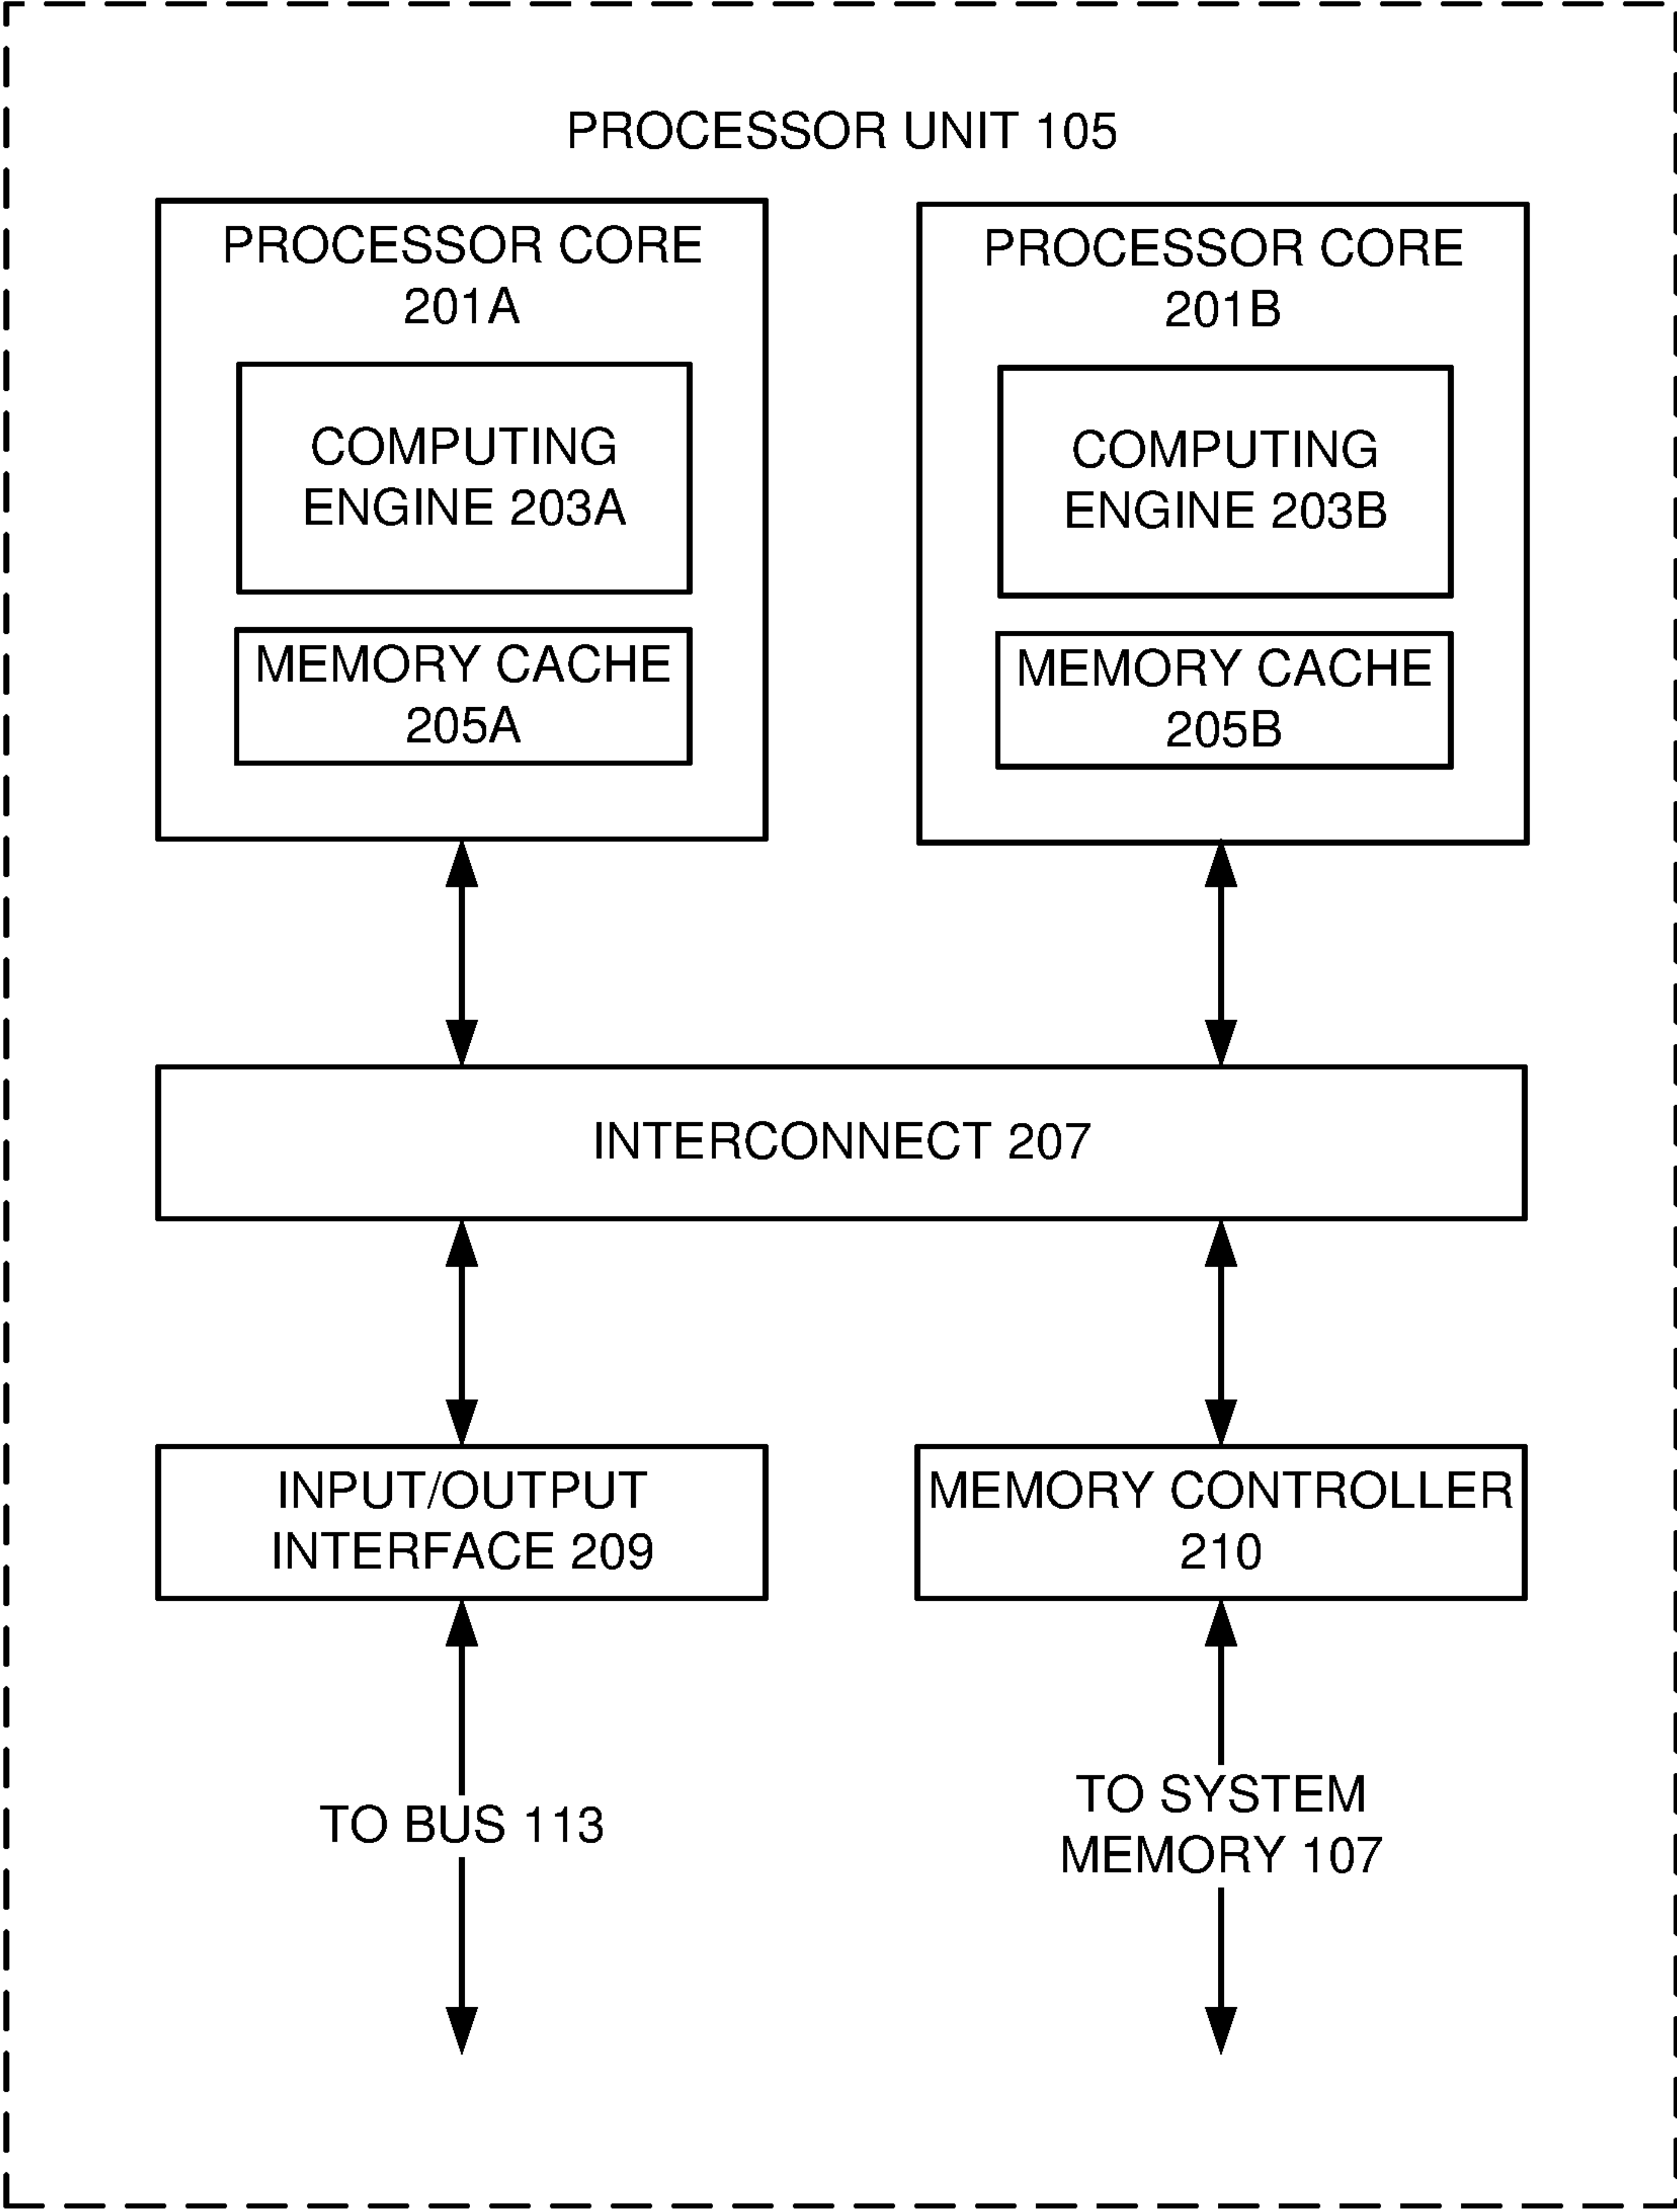 PROCESSOR UNIT 105
PROCESSOR CORE
201A
COMPUTING
ENGINE 203A
MEMORY CACHE
205A
PROCESSOR CORE
201B
COMPUTING
ENGINE 203B
MEMORY CACHE
205B
INTERCONNECT 207
INPUT/OUTPUT
INTERFACE 209
MEMORY CONTROLLER
210
TO BUS 113
TO SYSTEM
MEMORY 107